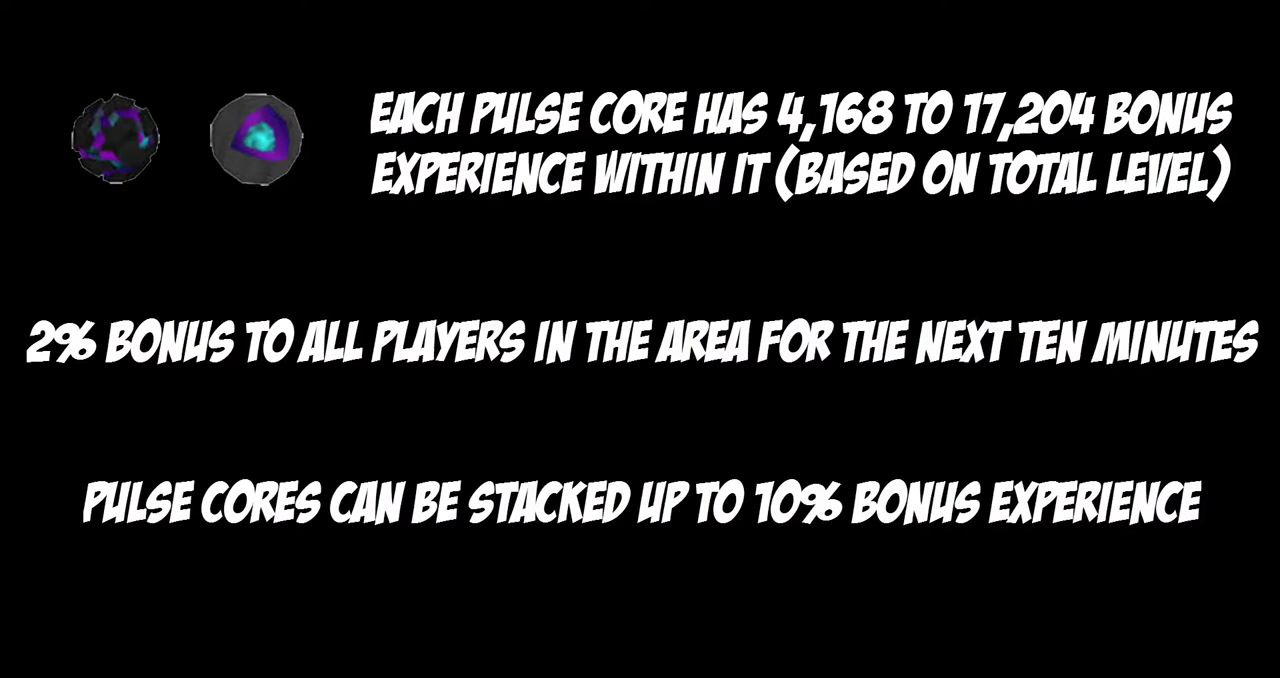 EACH PULSE CORE HAS 4,168 TO 17,204 BONUS
EXPERIENCE WITHIN IT (BASED ON TOTAL LEVEL)
2% BONUS TO ALL PLAYERS IN THE AREA FOR THE NEXT TEN MINUTES
PULSE CORES CAN BE STACKED UP TO 10% BONUS EXPERIENCE